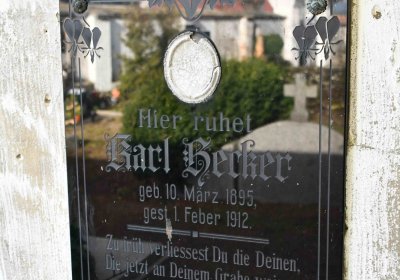 Hier ruhet
Karl Hecker
geb. 10. März 1895,
gest. 1. Feber 1912.
Zu früh verliessest Du die Deinen,
Die jetzt an Deinem Grabe